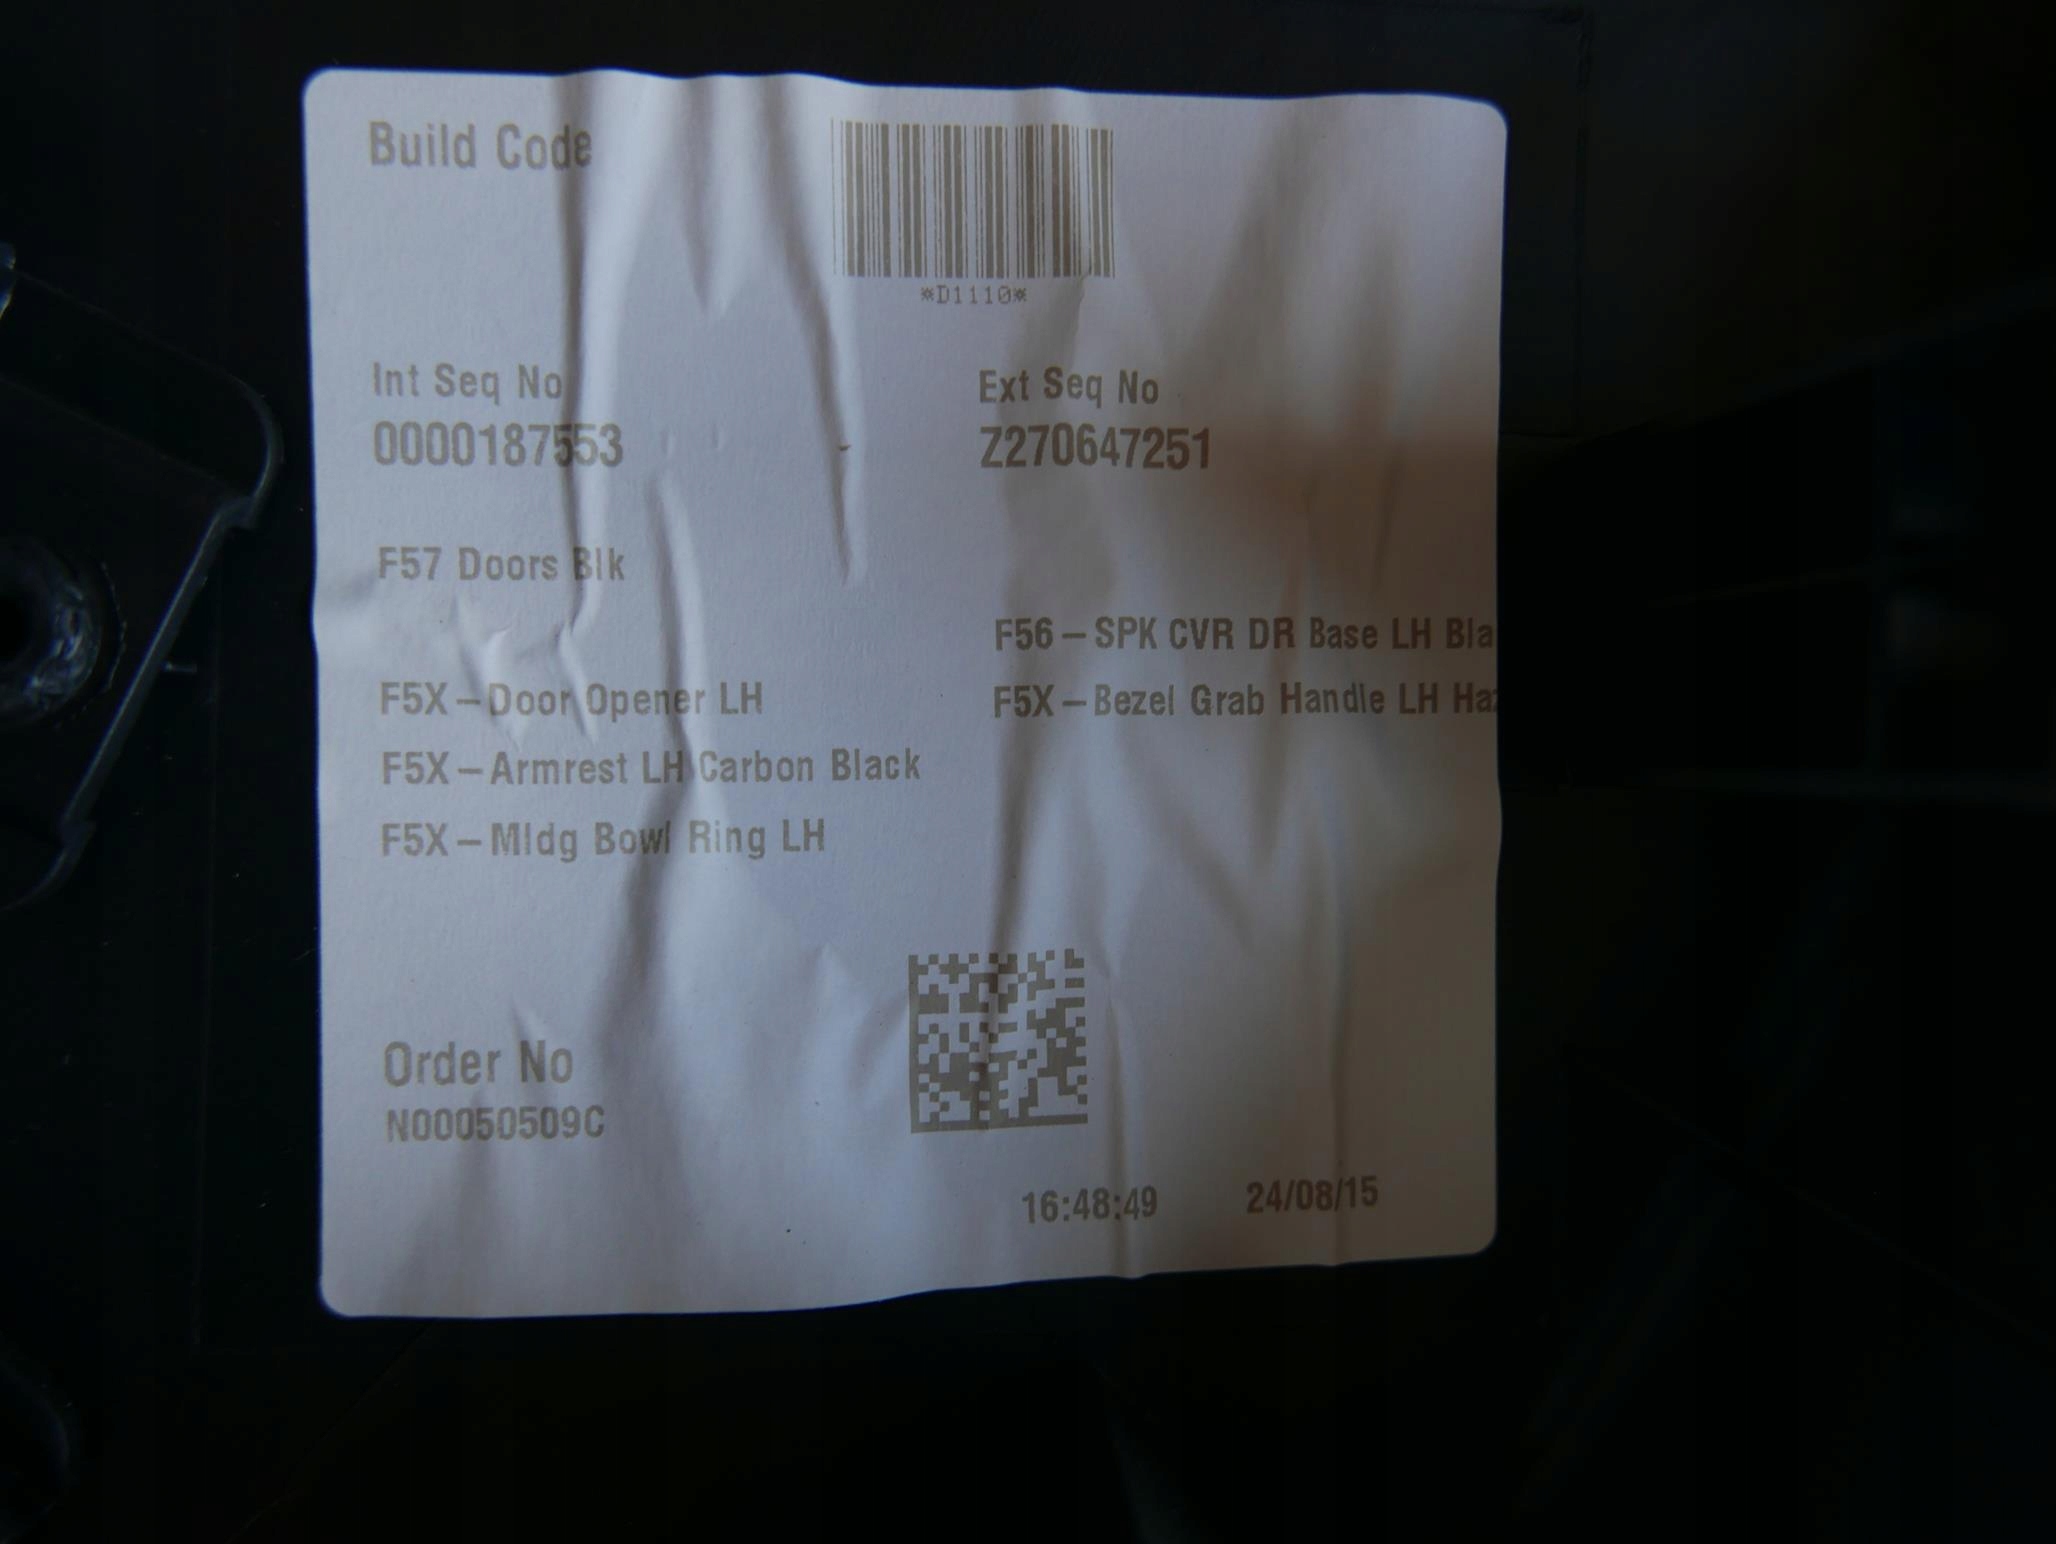 Build Code
*D1110*
Int Seq No Ext Seq No
0000187553 Z270647251
F57 Doors Blk
F56-SPK CVR DR Base LH Bla
F5X-Door Opener LH F5X-Bezel Grab Handle LH Haz
F5X-Armrest LH Carbon Black
F5X-Mldg Bowl Ring LH
Order No
N00050509C
16:48:49 24/08/15